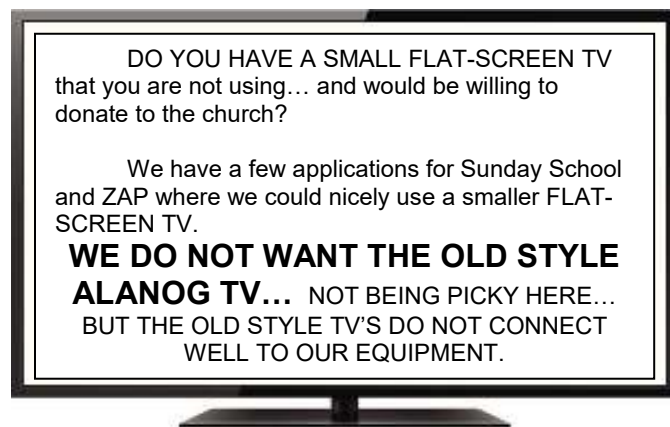 DO YOU HAVE A SMALL FLAT-SCREEN TV
that you are not using… and would be willing to
donate to the church?
We have a few applications for Sunday School
and ZAP where we could nicely use a smaller FLAT-
SCREEN TV.
WE DO NOT WANT THE OLD STYLE
ALANOG TV… NOT BEING PICKY HERE…
BUT THE OLD STYLE TV’S DO NOT CONNECT
WELL TO OUR EQUIPMENT.